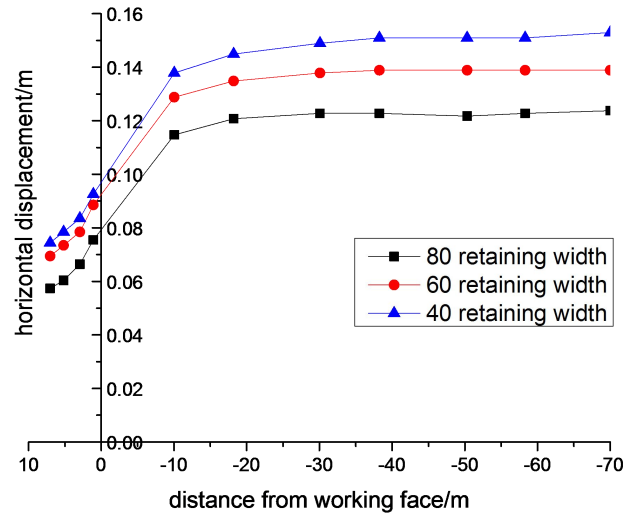 horizontal displacement/m
0.16
0.14
0.12
0.10
0.08
0.06
0.04
0.02
0.00
80 retaining width
60 retaining width
40 retaining width
10 0 -10 -20 -30 -40 -50 -60 -70
distance from working face/m